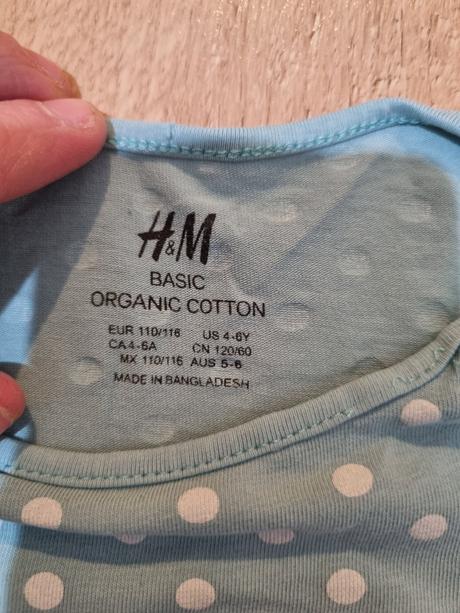 H&M
BASIC
ORGANIC COTTON
EUR 110/116 US 4-6Y
CA 4-6A CN 120/60
MX 110/116 AUS 5-6
MADE IN BANGLADESH